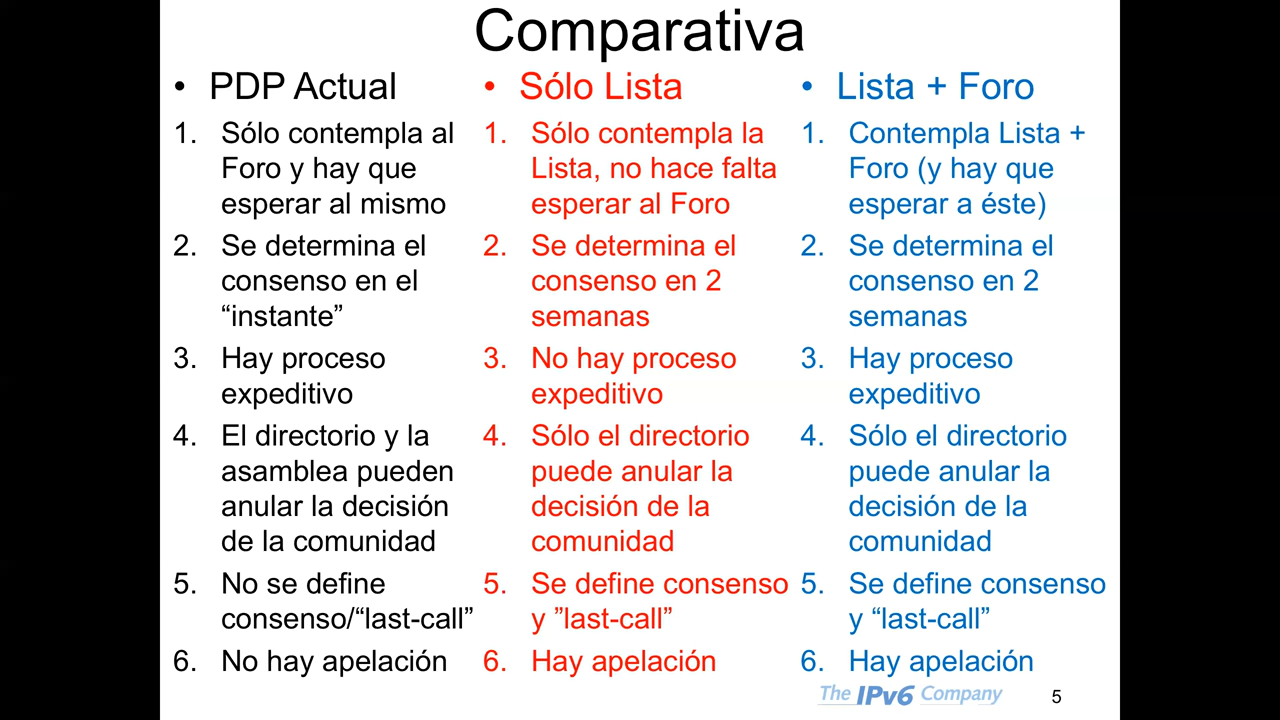 Comparativa
• PDP Actual
1. Sólo contempla al
Foro y hay que
esperar al mismo
2. Se determina el
consenso en el
“instante”
3. Hay proceso
expeditivo
4. El directorio y la
asamblea pueden
anular la decisión
de la comunidad
5. No se define
consenso/“last-call”
6. No hay apelación
• Sólo Lista
1. Sólo contempla la
Lista, no hace falta
esperar al Foro
2. Se determina el
consenso en 2
semanas
3. No hay proceso
expeditivo
4. Sólo el directorio
puede anular la
decisión de la
comunidad
5. Se define consenso
y ”last-call”
6. Hay apelación
• Lista + Foro
1. Contempla Lista +
Foro (y hay que
esperar a éste)
2. Se determina el
consenso en 2
semanas
3. Hay proceso
expeditivo
4. Sólo el directorio
puede anular la
decisión de la
comunidad
5. Se define consenso
y “last-call”
6. Hay apelación
The IPv6 Company
5